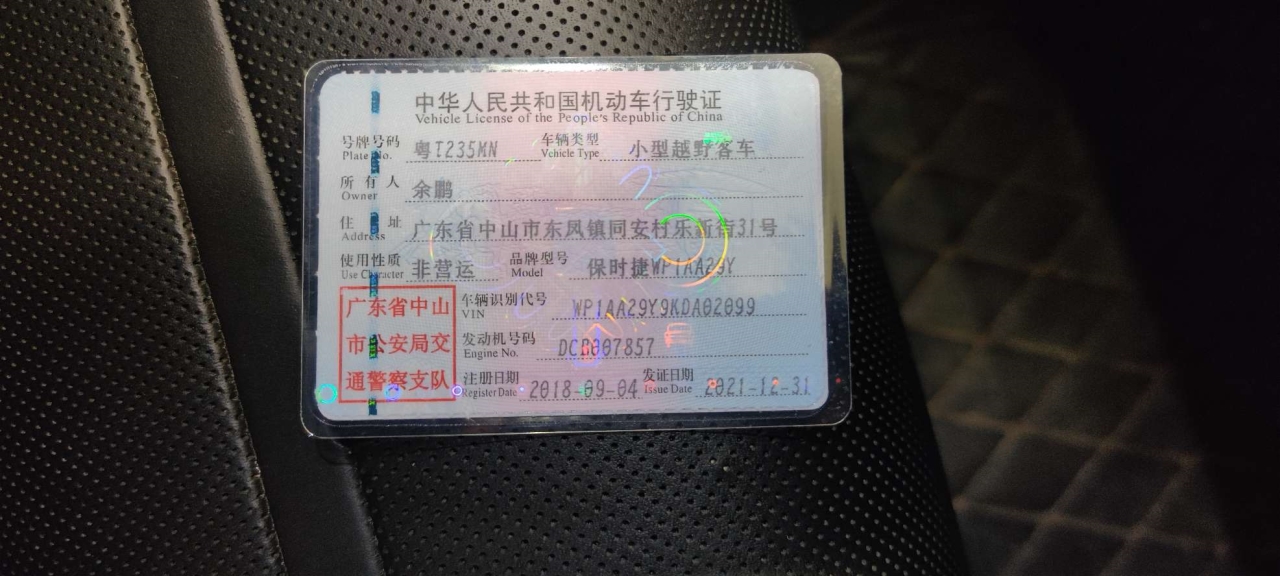 中华人民共和国机动车行驶证
Vehicle License of the People's Republic of China
号牌号码 粤T235MN 车辆类型 小型越野客车
Plate No. Vehicle Type
所有人 余鹏
Owner
住址 广东省中山市东凤镇同安村乐新街31号
Address
使用性质 非营运 品牌型号 保时捷WP1AA29Y
Use Character Model
广东省中山
市公安局交
通警察支队
车辆识别代号 WP1AA29Y9KDA02099
VIN
发动机号码 DCB007857
Engine No.
注册日期 2018-09-04 发证日期 2021-12-31
Register Date Issue Date